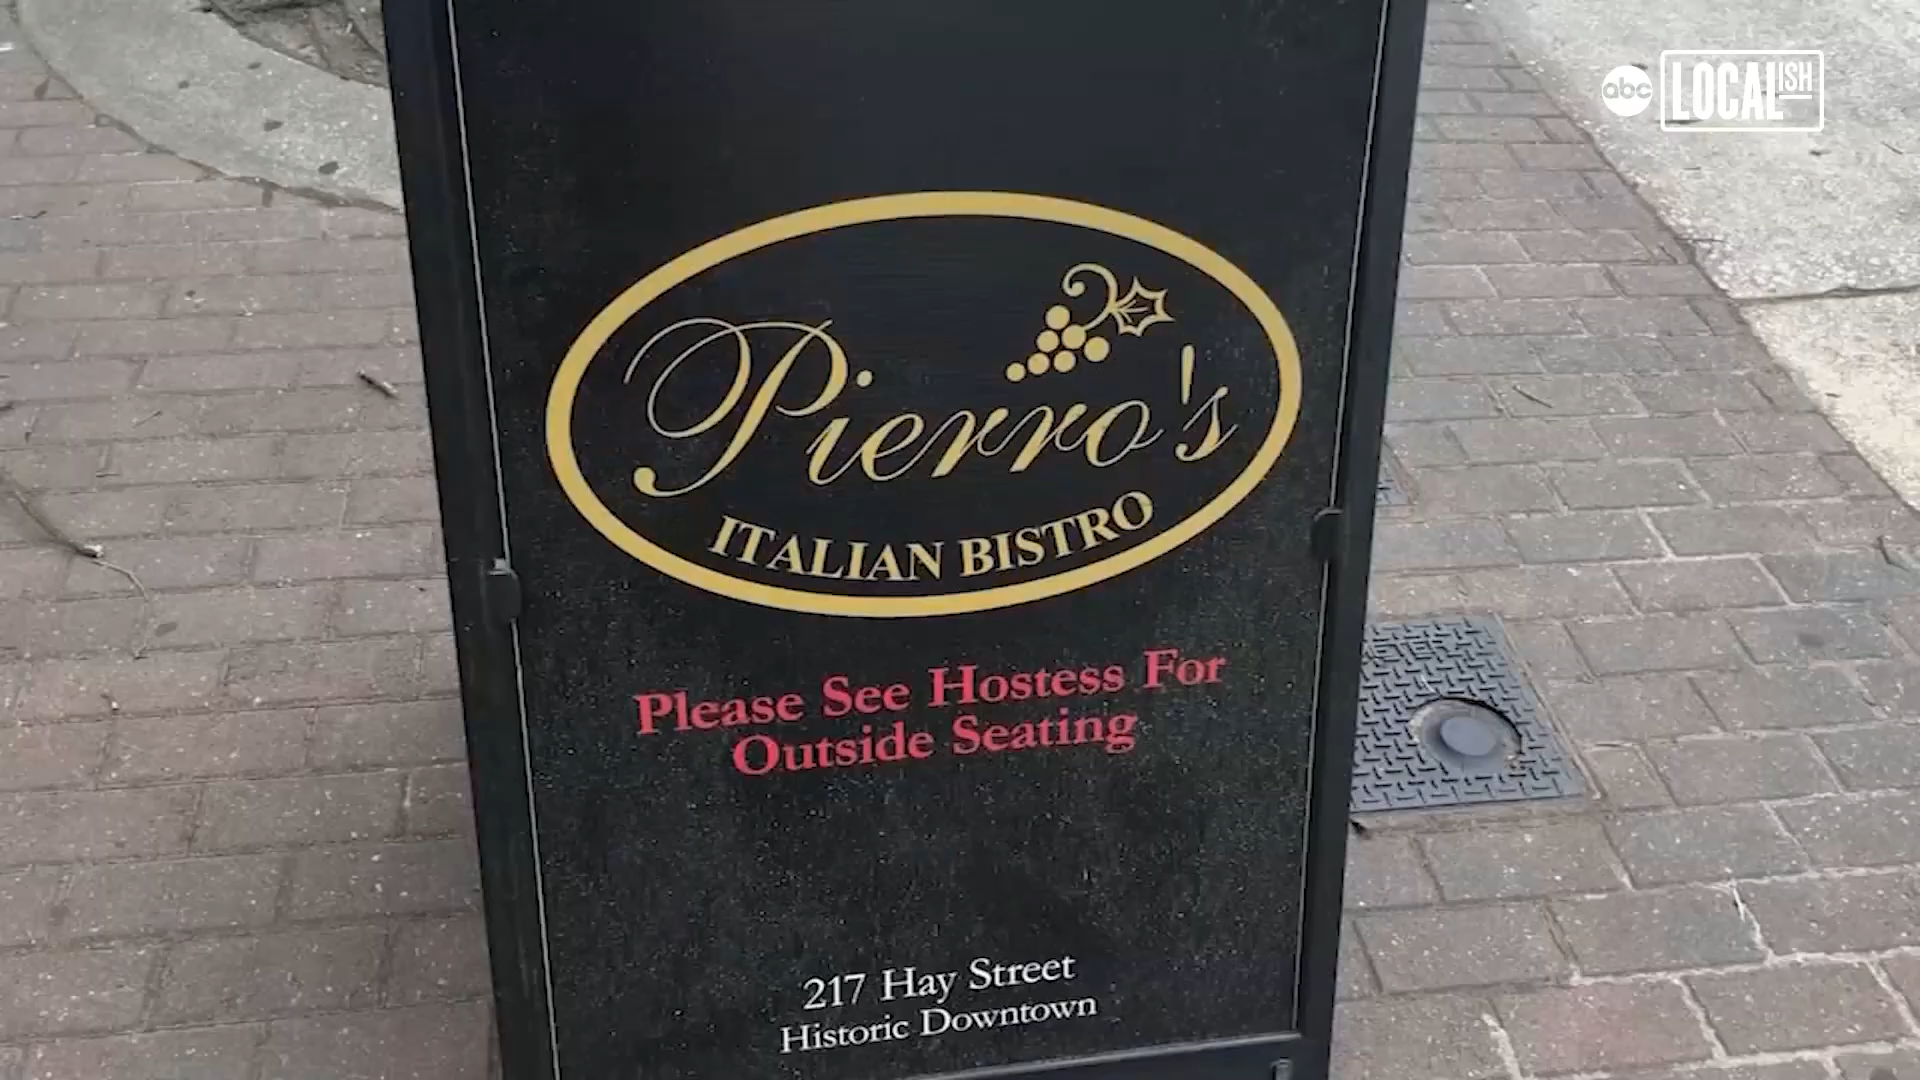 abc LOCALISH
Pierro's
ITALIAN BISTRO
Please See Hostess For
Outside Seating
217 Hay Street
Historic Downtown